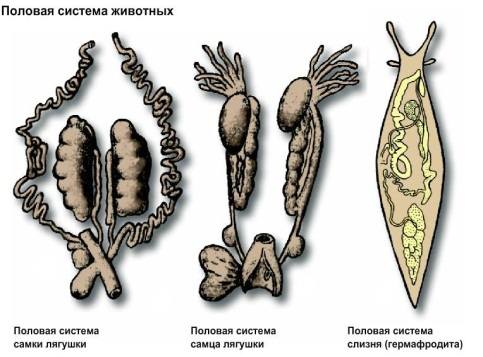 Половая система животных
Половая система
самки лягушки
Половая система
самца лягушки
Половая система
слизня (гермафродита)